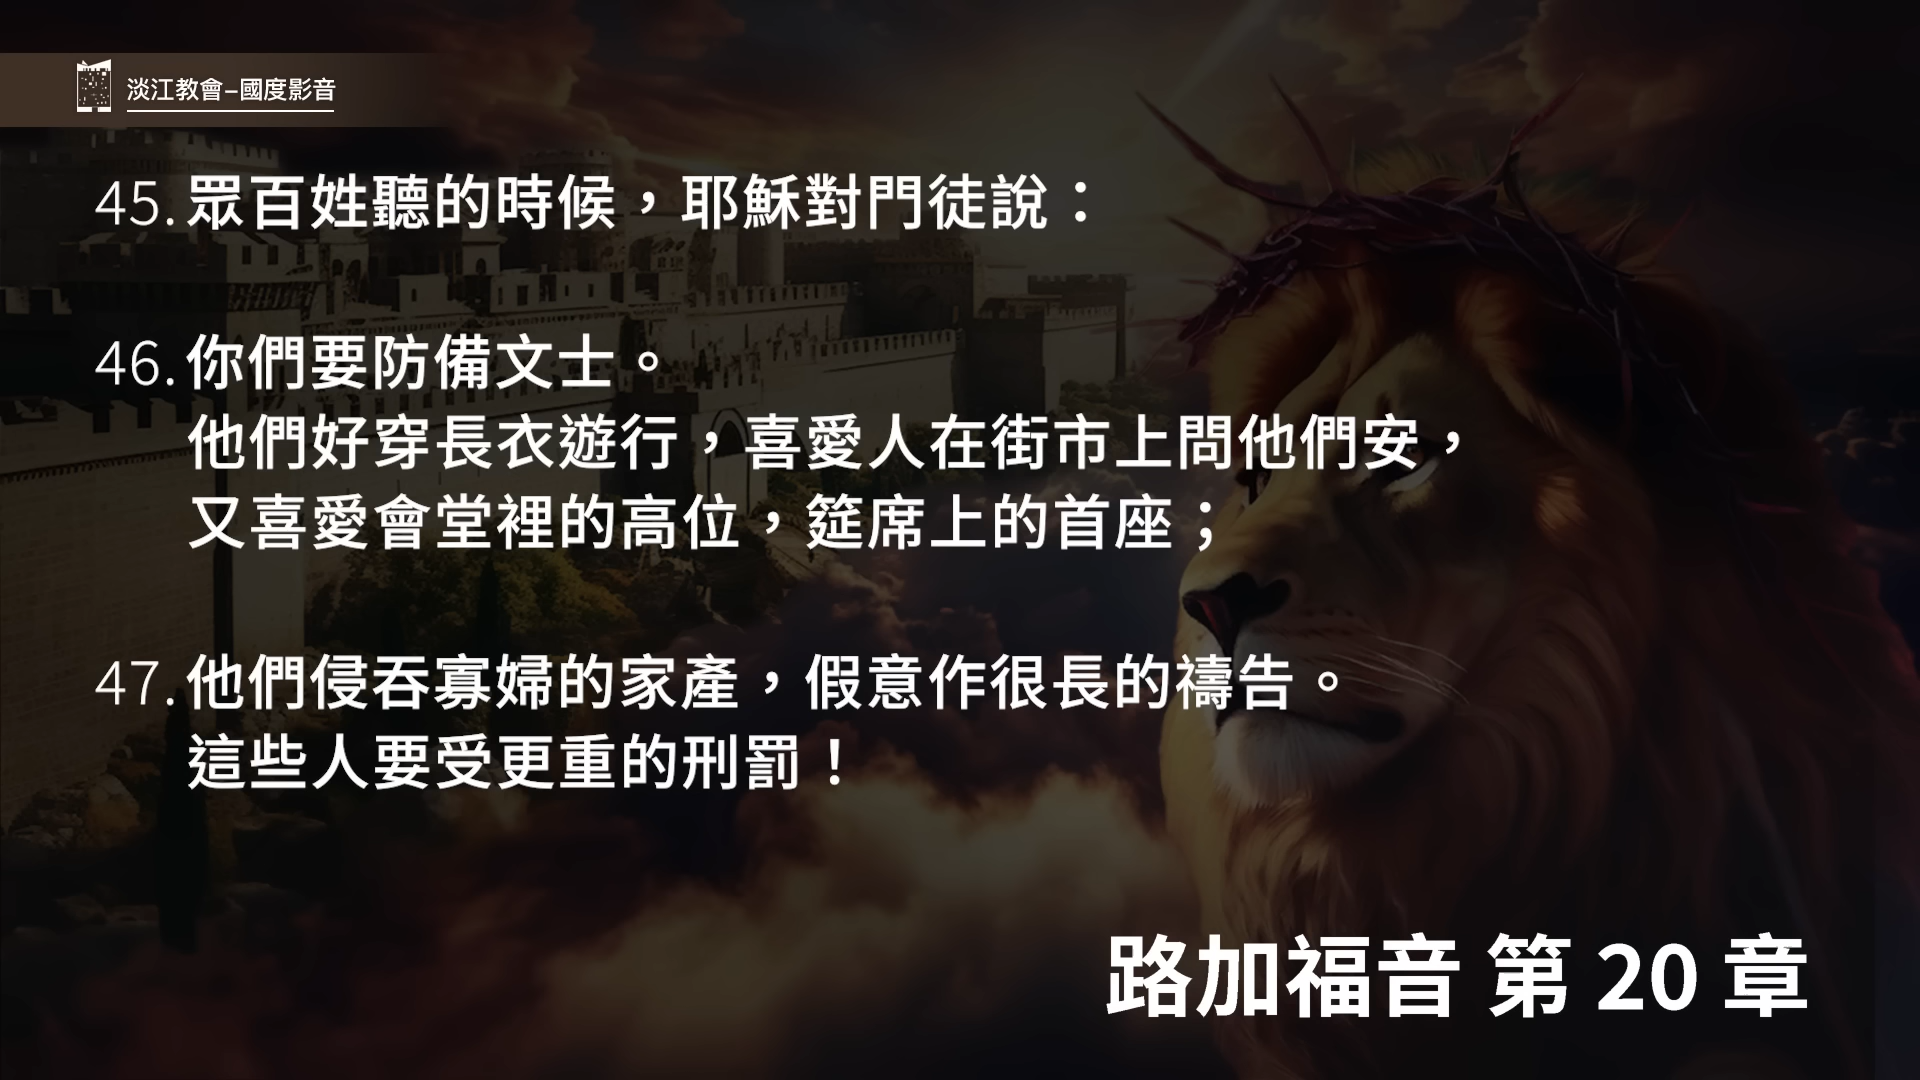 淡江教會–國度影音
45. 眾百姓聽的時候，耶穌對門徒說：
46. 你們要防備文士。
他們好穿長衣遊行，喜愛人在街市上問他們安，
又喜愛會堂裡的高位，筵席上的首座；
47. 他們侵吞寡婦的家產，假意作很長的禱告。
這些人要受更重的刑罰！
路加福音 第 20 章